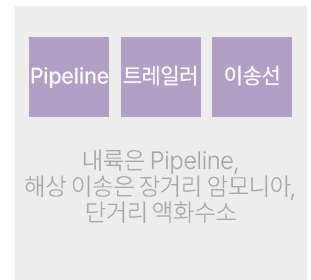 Pipeline 트레일러 이송선
내륙은 Pipeline,
해상 이송은 장거리 암모니아,
단거리 액화수소